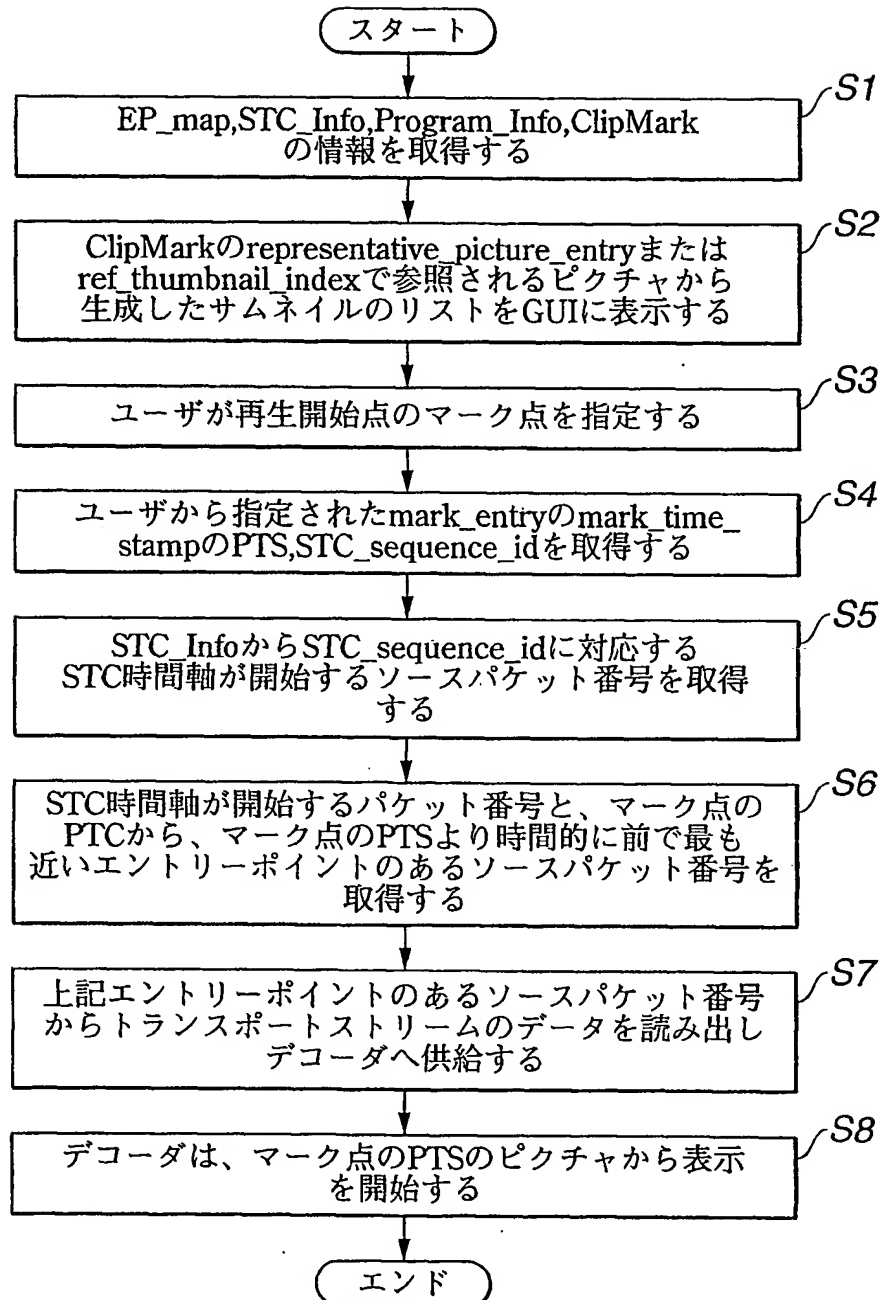 スタート
S1
EP_map,STC_Info,Program_Info,ClipMark
の情報を取得する
S2
ClipMarkのrepresentative_picture_entryまたは
ref_thumbnail_indexで参照されるピクチャから
生成したサムネイルのリストをGUIに表示する
S3
ユーザが再生開始点のマーク点を指定する
S4
ユーザから指定されたmark_entryのmark_time_
stampのPTS,STC_sequence_idを取得する
S5
STC_InfoからSTC_sequence_idに対応する
STC時間軸が開始するソースパケット番号を取得
する
S6
STC時間軸が開始するパケット番号と、マーク点の
PTCから、マーク点のPTSより時間的に前で最も
近いエントリーポイントのあるソースパケット番号を
取得する
S7
上記エントリーポイントのあるソースパケット番号
からトランスポートストリームのデータを読み出し
デコーダへ供給する
S8
デコーダは、マーク点のPTSのピクチャから表示
を開始する
エンド